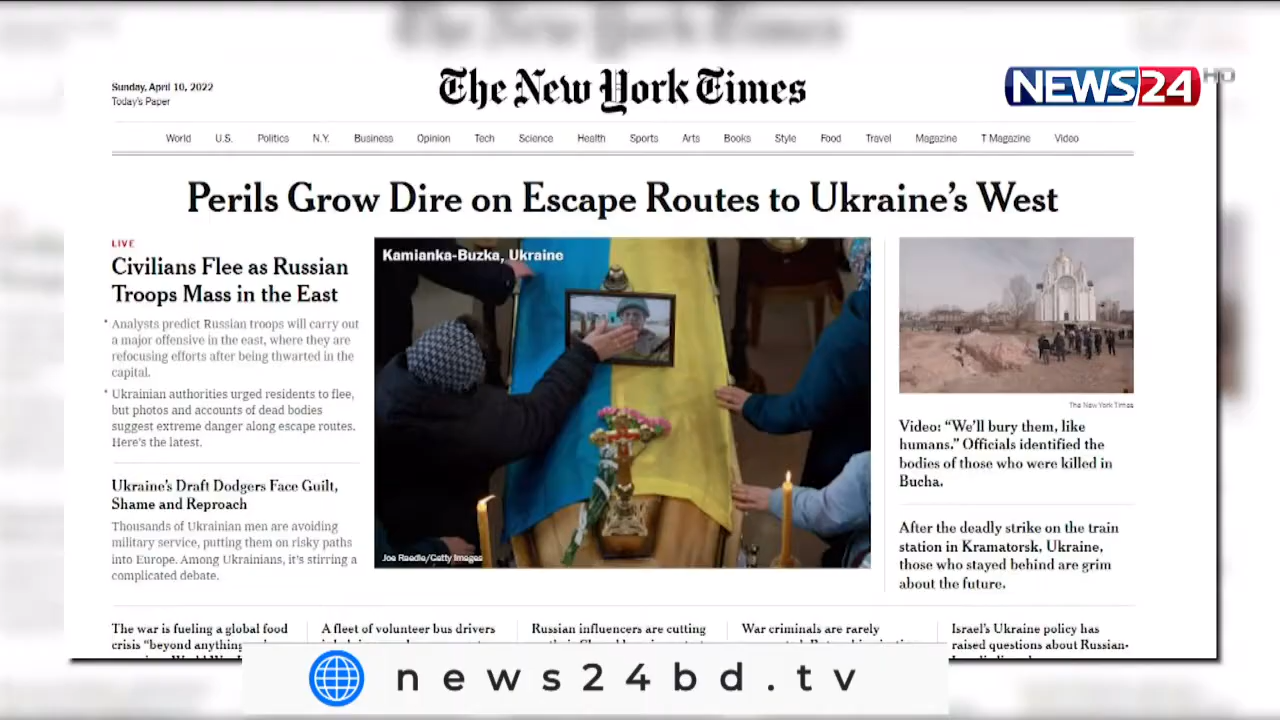 Sunday, April 10, 2022
Today's Paper
The New York Times
NEWS24 HD
World U.S. Politics N.Y. Business Opinion Tech Science Health Sports Arts Books Style Food Travel Magazine T Magazine Video
Perils Grow Dire on Escape Routes to Ukraine's West
LIVE
Civilians Flee as Russian
Troops Mass in the East
Analysts predict Russian troops will carry out
a major offensive in the east, where they are
refocusing efforts after being thwarted in the
capital.
Ukrainian authorities urged residents to flee,
but photos and accounts of dead bodies
suggest extreme danger along escape routes.
Here's the latest.
Ukraine's Draft Dodgers Face Guilt,
Shame and Reproach
Thousands of Ukrainian men are avoiding
military service, putting them on risky paths
into Europe. Among Ukrainians, it's stirring a
complicated debate.
Kamianka-Buzka, Ukraine
Joe Raedle/Getty Images
The New York Times
Video: “We'll bury them, like
humans.” Officials identified the
bodies of those who were killed in
Bucha.
After the deadly strike on the train
station in Kramatorsk, Ukraine,
those who stayed behind are grim
about the future.
The war is fueling a global food
crisis “beyond anything
A fleet of volunteer bus drivers
Russian influencers are cutting
War criminals are rarely
Israel's Ukraine policy has
raised questions about Russian-
news24bd.tv